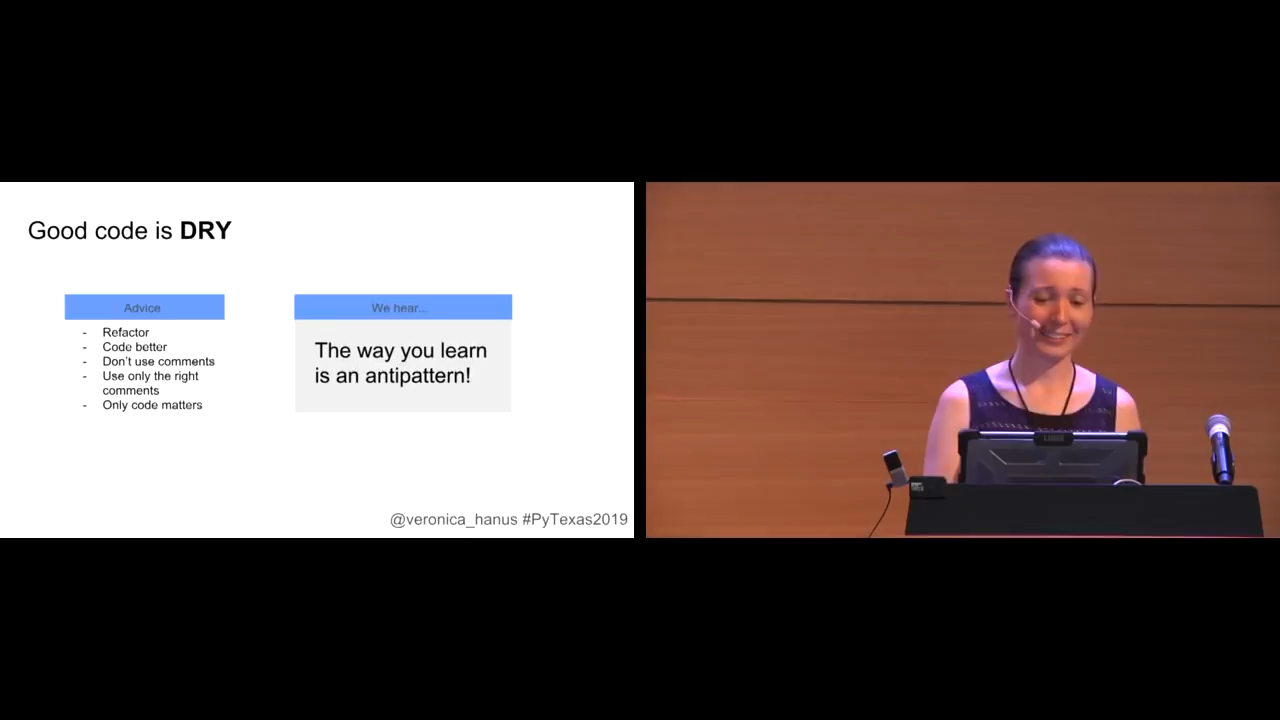 Good code is DRY
Advice
- Refactor
- Code better
- Don't use comments
- Use only the right
comments
- Only code matters
We hear...
The way you learn
is an antipattern!
@veronica_hanus #PyTexas2019